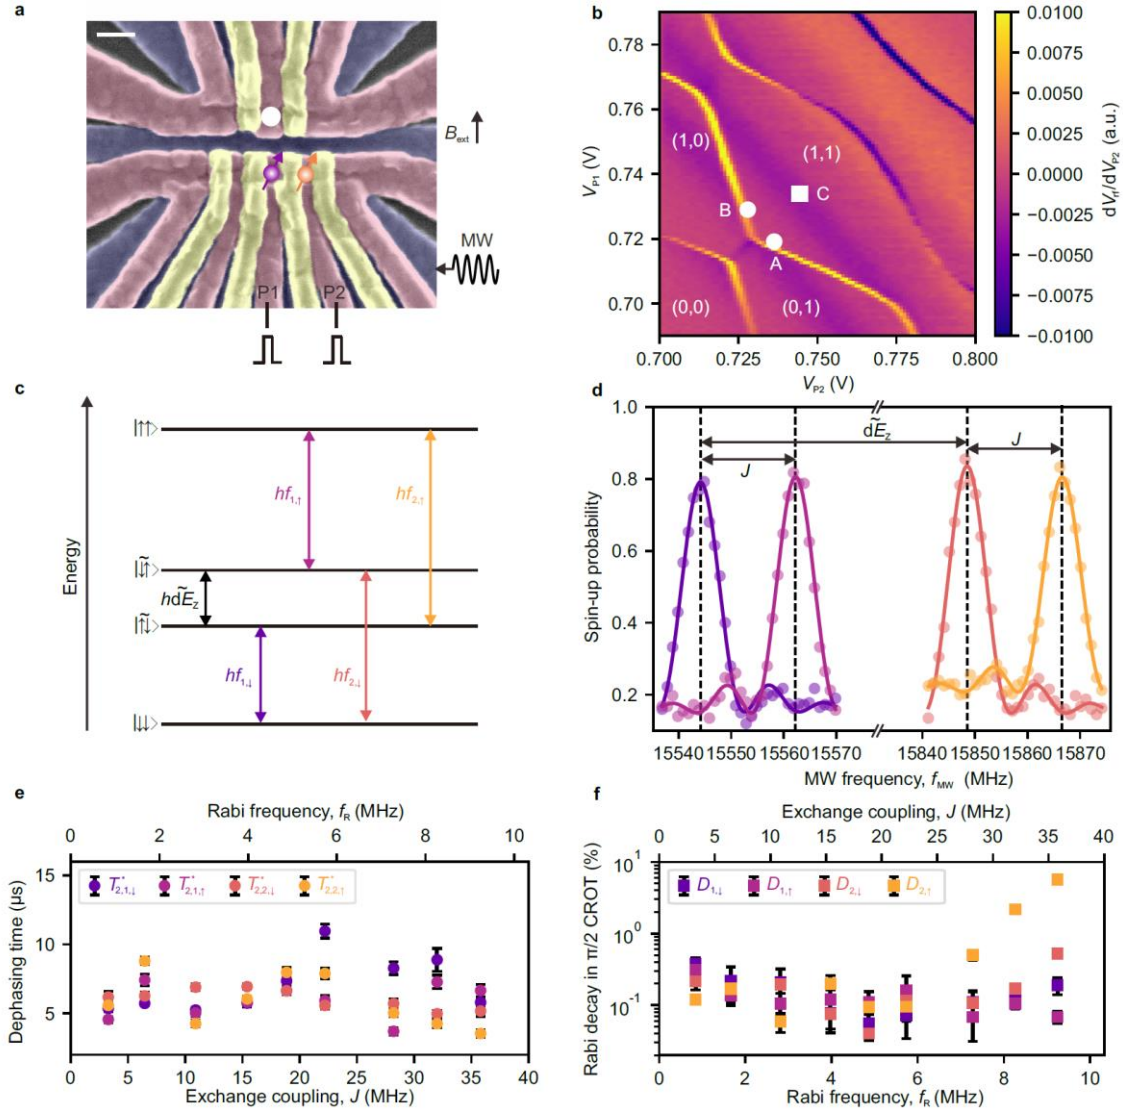 a
B_ext
MW
P1
P2
b
0.79
0.76
0.74
0.72
0.70
V_P1 (V)
(1,0)
(1,1)
B
C
A
(0,0)
(0,1)
0.700 0.725 0.750 0.775 0.800
V_P2 (V)
0.0100
0.0075
0.0050
0.0025
0.0000
−0.0025
−0.0050
−0.0075
−0.0100
dV_rf/dV_P2 (a.u.)
c
Energy
|↑↑>
hf_1,↑
hf_2,↑
|↓̃↑>
hd̃E_z
|↑̃↓>
hf_1,↓
hf_2,↓
|↓↓>
d
1.0
0.8
0.6
0.4
0.2
Spin-up probability
d̃E_z
J
J
15540 15550 15560 15570 15840 15850 15860 15870
MW frequency, f_MW (MHz)
e
Rabi frequency, f_R (MHz)
0 2 4 6 8 10
15
10
5
Dephasing time (µs)
T*_2,1,↓ T*_2,1,↑ T*_2,2,↓ T*_2,2,↑
0 5 10 15 20 25 30 35 40
Exchange coupling, J (MHz)
f
Exchange coupling, J (MHz)
0 5 10 15 20 25 30 35 40
10^1
10^0
10^-1
Rabi decay in π/2 CROT (%)
D_1,↓ D_1,↑ D_2,↓ D_2,↑
0 2 4 6 8 10
Rabi frequency, f_R (MHz)